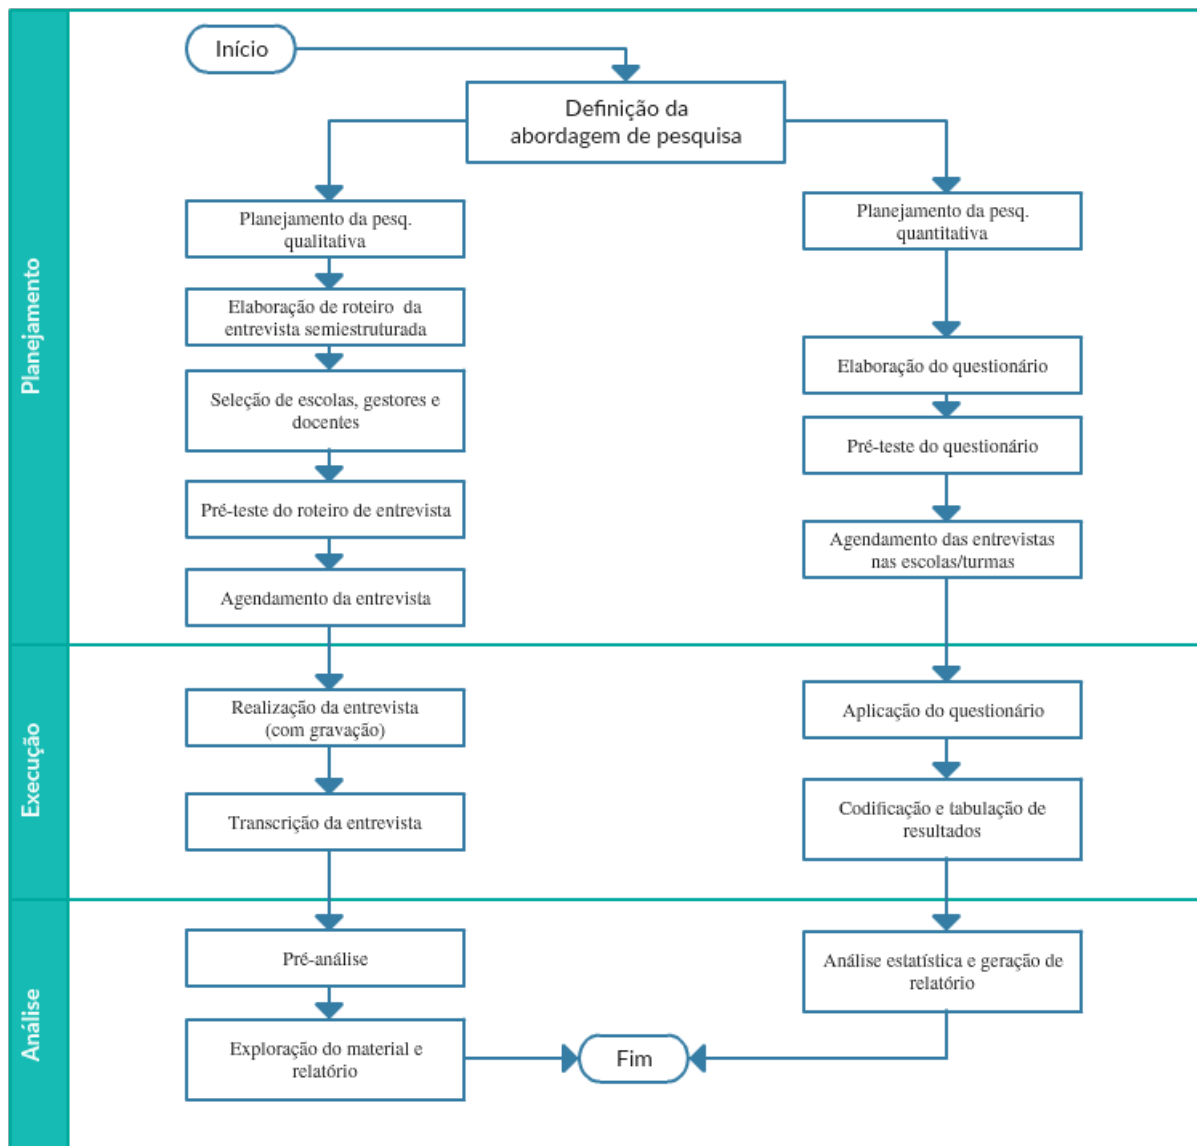 Início
Definição da
abordagem de pesquisa
Planejamento
Planejamento da pesq.
qualitativa
Elaboração de roteiro  da
entrevista semiestruturada
Seleção de escolas, gestores e
docentes
Pré-teste do roteiro de entrevista
Agendamento da entrevista
Planejamento da pesq.
quantitativa
Elaboração do questionário
Pré-teste do questionário
Agendamento das entrevistas
nas escolas/turmas
Execução
Realização da entrevista
(com gravação)
Transcrição da entrevista
Aplicação do questionário
Codificação e tabulação de
resultados
Análise
Pré-análise
Exploração do material e
relatório
Análise estatística e geração de
relatório
Fim